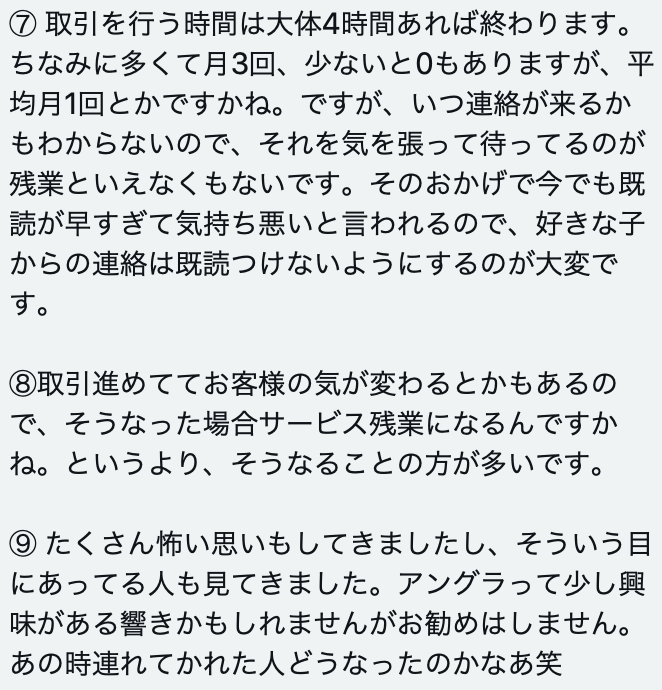 ⑦ 取引を行う時間は大体4時間あれば終わります。
ちなみに多くて月3回、少ないと0もありますが、平
均月1回とかですかね。ですが、いつ連絡が来るか
もわからないので、それを気を張って待ってるのが
残業といえなくもないです。そのおかげで今でも既
読が早すぎて気持ち悪いと言われるので、好きな子
からの連絡は既読つけないようにするのが大変で
す。
⑧取引進めててお客様の気が変わるとかもあるの
で、そうなった場合サービス残業になるんですか
ね。というより、そうなることの方が多いです。
⑨ たくさん怖い思いもしてきましたし、そういう目
にあってる人も見てきました。アングラって少し興
味がある響きかもしれませんがお勧めはしません。
あの時連れてかれた人どうなったのかなあ笑